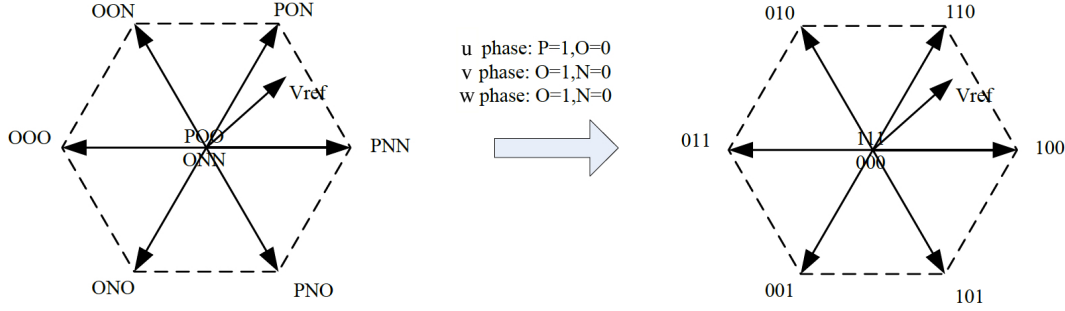 OON
PON
Vref
OOO
POO
ONN
PNN
ONO
PNO
u phase: P=1,O=0
v phase: O=1,N=0
w phase: O=1,N=0
010
110
Vref
011
111
000
100
001
101